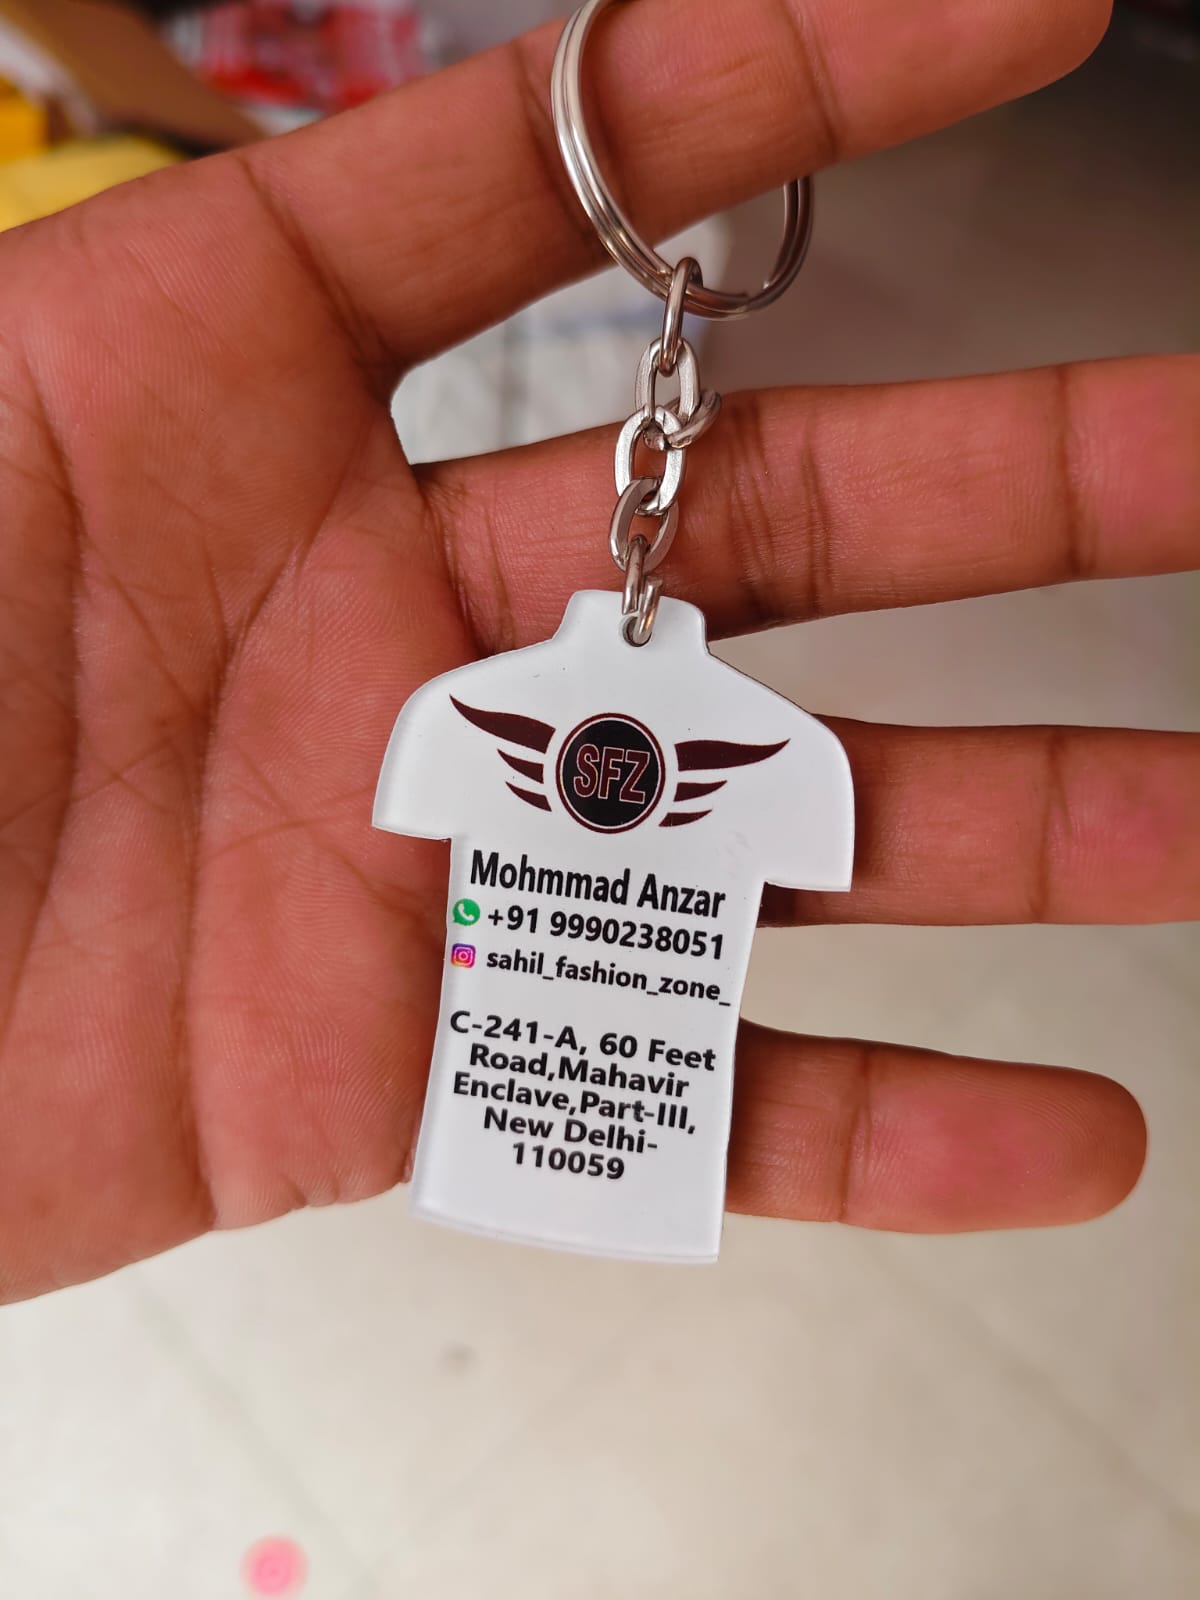 SFZ
Mohmmad Anzar
+91 9990238051
sahil_fashion_zone_
C-241-A, 60 Feet
Road,Mahavir
Enclave,Part-III,
New Delhi-
110059